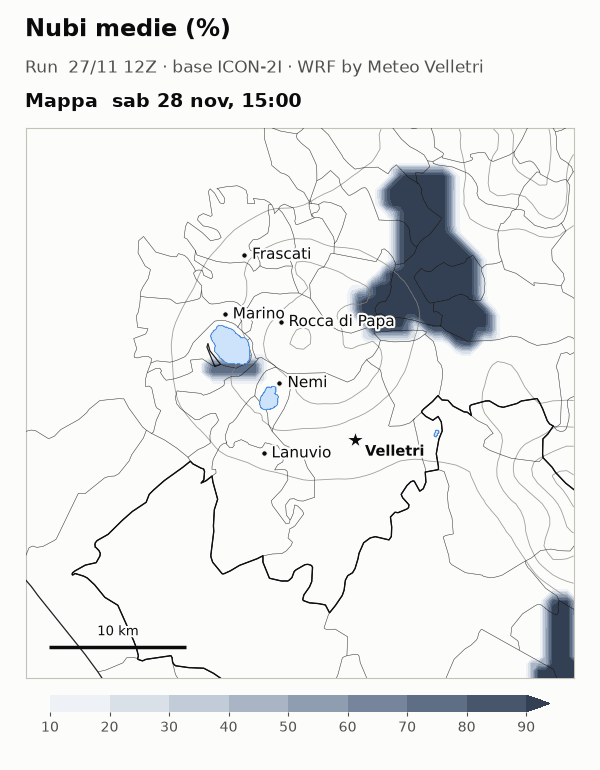 Nubi medie (%)
Run  27/11 12Z · base ICON-2I · WRF by Meteo Velletri
Mappa  sab 28 nov, 15:00
Frascati
Marino
Rocca di Papa
Nemi
Velletri
Lanuvio
10 km
10 20 30 40 50 60 70 80 90